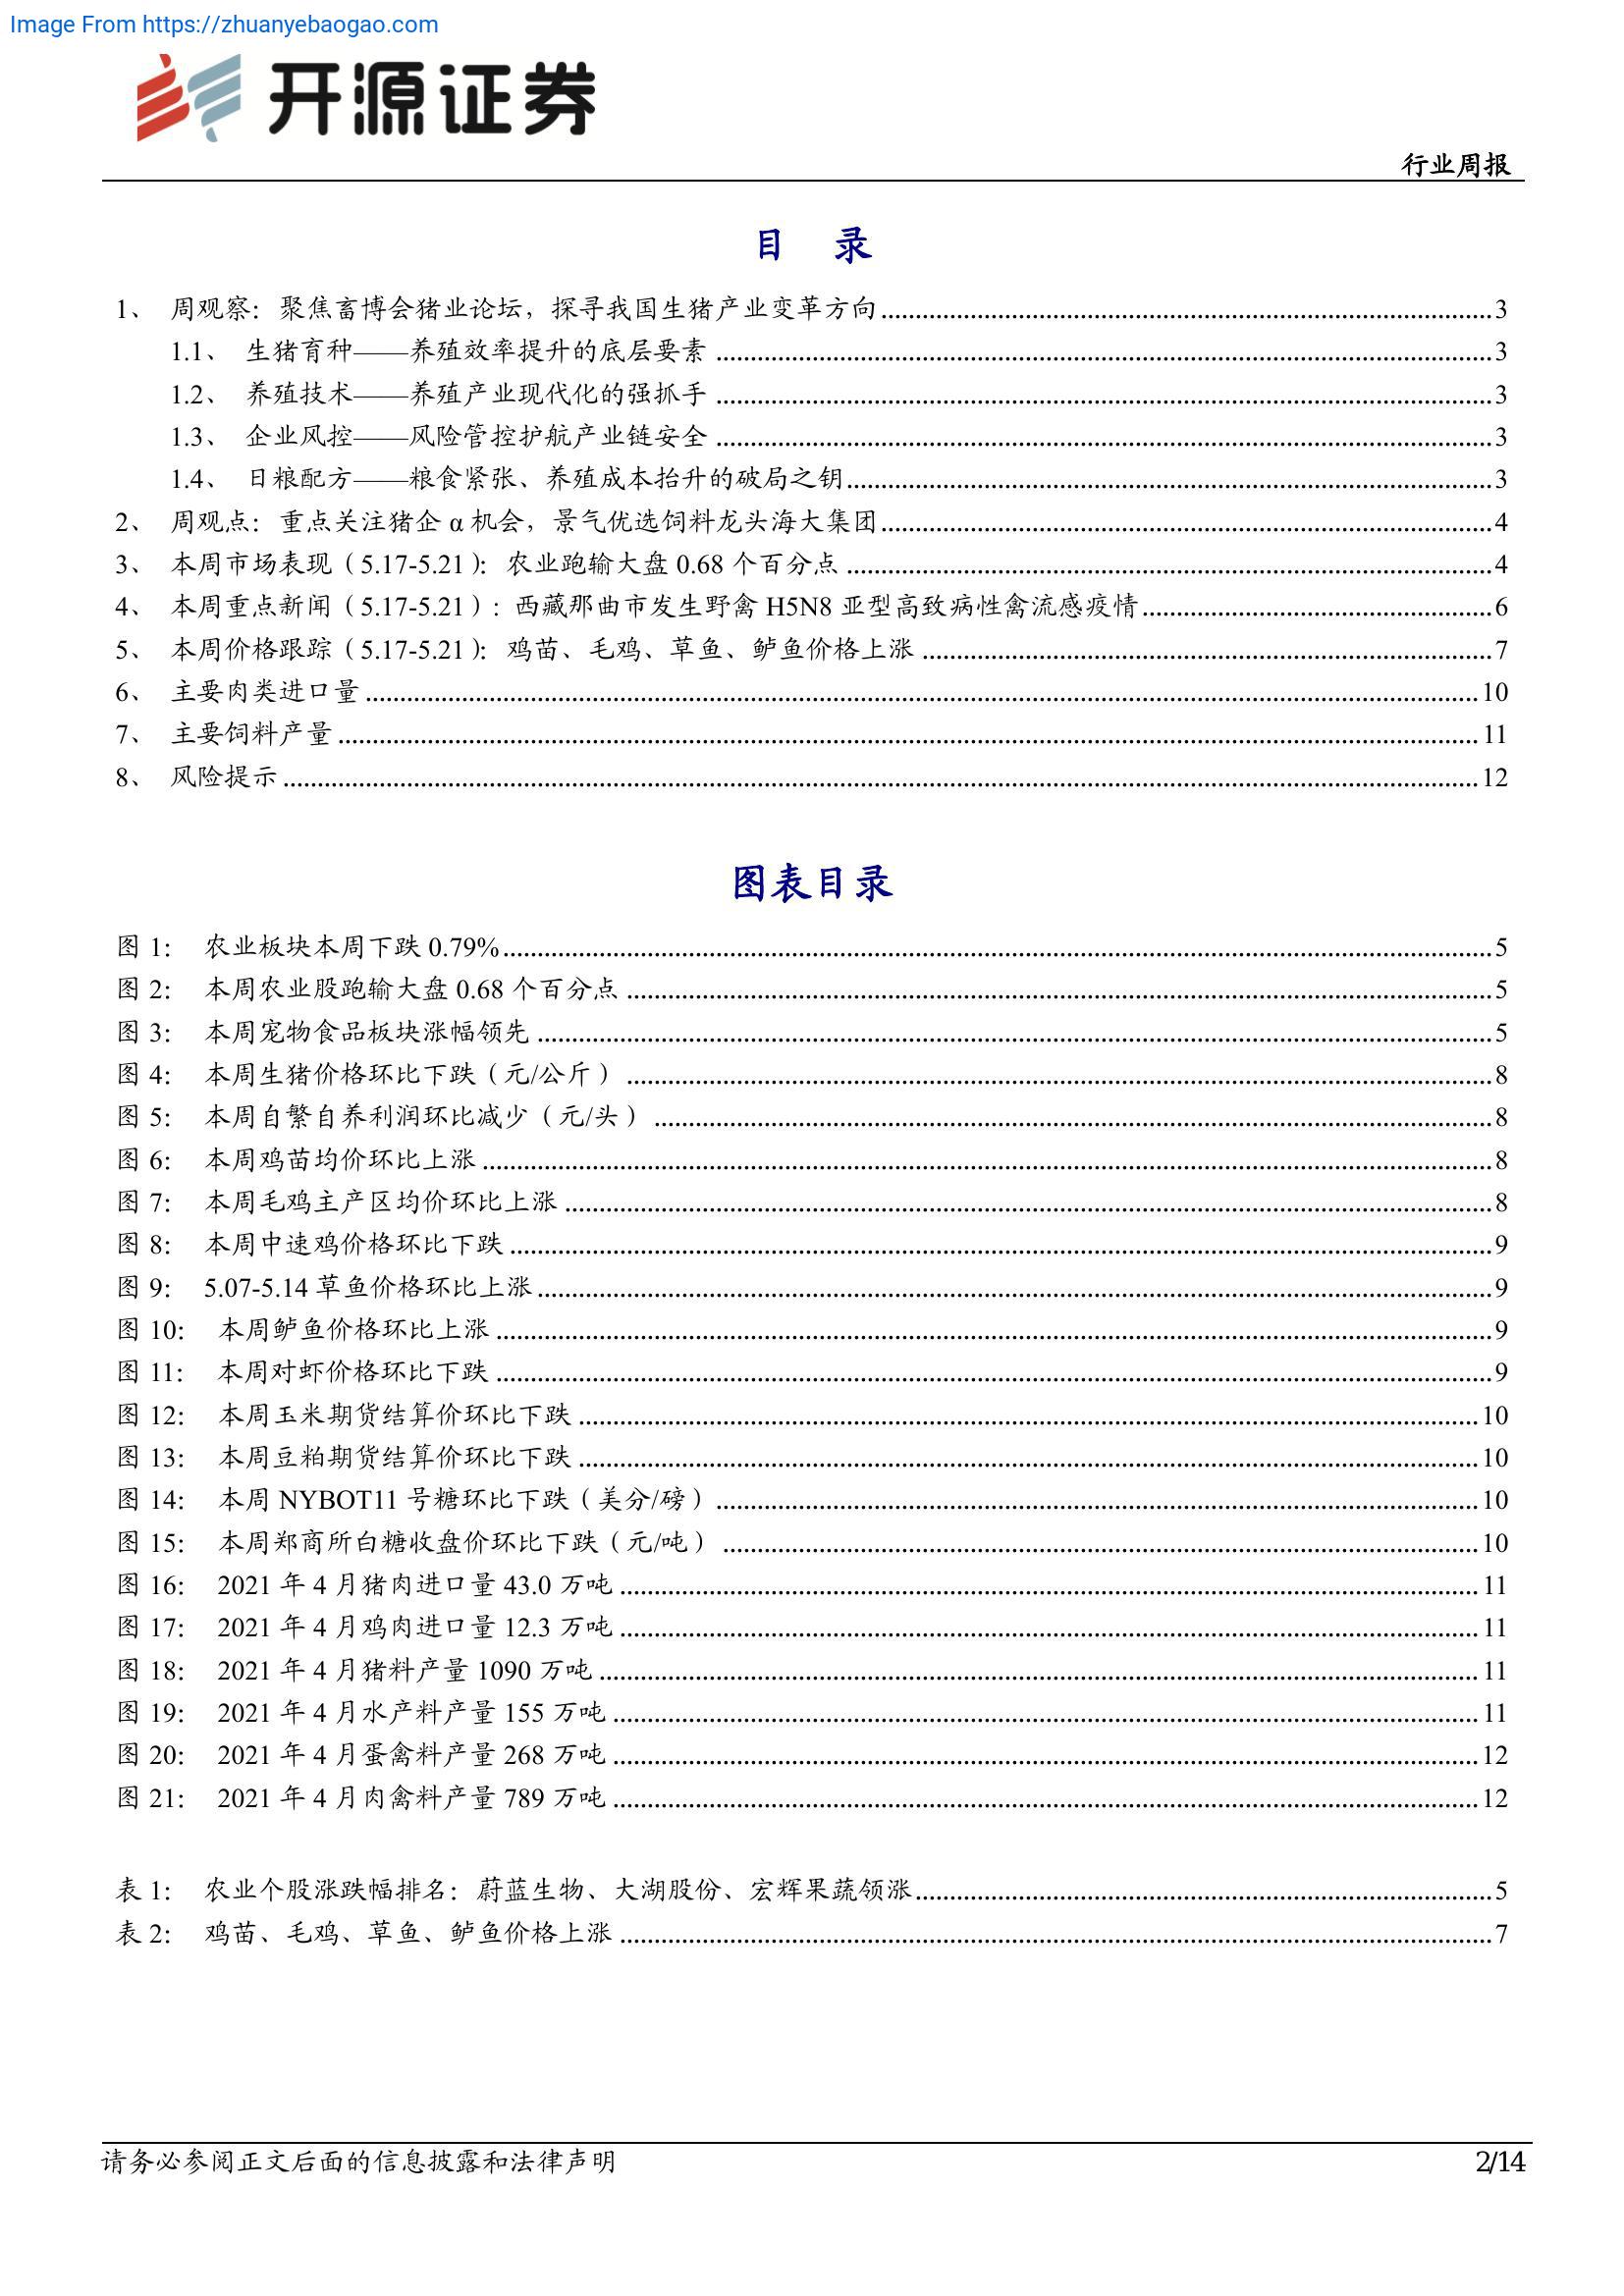 Image From https://zhuanyebaogao.com
开源证券
行业周报
目 录
1、 周观察：聚焦畜博会猪业论坛，探寻我国生猪产业变革方向 3
1.1、 生猪育种——养殖效率提升的底层要素 3
1.2、 养殖技术——养殖产业现代化的强抓手 3
1.3、 企业风控——风险管控护航产业链安全 3
1.4、 日粮配方——粮食紧张、养殖成本抬升的破局之钥 3
2、 周观点：重点关注猪企 α 机会，景气优选饲料龙头海大集团 4
3、 本周市场表现（5.17-5.21）：农业跑输大盘 0.68 个百分点 4
4、 本周重点新闻（5.17-5.21）：西藏那曲市发生野禽 H5N8 亚型高致病性禽流感疫情 6
5、 本周价格跟踪（5.17-5.21）：鸡苗、毛鸡、草鱼、鲈鱼价格上涨 7
6、 主要肉类进口量 10
7、 主要饲料产量 11
8、 风险提示 12
图表目录
图 1： 农业板块本周下跌 0.79% 5
图 2： 本周农业股跑输大盘 0.68 个百分点 5
图 3： 本周宠物食品板块涨幅领先 5
图 4： 本周生猪价格环比下跌（元/公斤） 8
图 5： 本周自繁自养利润环比减少（元/头） 8
图 6： 本周鸡苗均价环比上涨 8
图 7： 本周毛鸡主产区均价环比上涨 8
图 8： 本周中速鸡价格环比下跌 9
图 9： 5.07-5.14 草鱼价格环比上涨 9
图 10： 本周鲈鱼价格环比上涨 9
图 11： 本周对虾价格环比下跌 9
图 12： 本周玉米期货结算价环比下跌 10
图 13： 本周豆粕期货结算价环比下跌 10
图 14： 本周 NYBOT11 号糖环比下跌（美分/磅） 10
图 15： 本周郑商所白糖收盘价环比下跌（元/吨） 10
图 16： 2021 年 4 月猪肉进口量 43.0 万吨 11
图 17： 2021 年 4 月鸡肉进口量 12.3 万吨 11
图 18： 2021 年 4 月猪料产量 1090 万吨 11
图 19： 2021 年 4 月水产料产量 155 万吨 11
图 20： 2021 年 4 月蛋禽料产量 268 万吨 12
图 21： 2021 年 4 月肉禽料产量 789 万吨 12
表 1： 农业个股涨跌幅排名：蔚蓝生物、大湖股份、宏辉果蔬领涨 5
表 2： 鸡苗、毛鸡、草鱼、鲈鱼价格上涨 7
请务必参阅正文后面的信息披露和法律声明 2/14